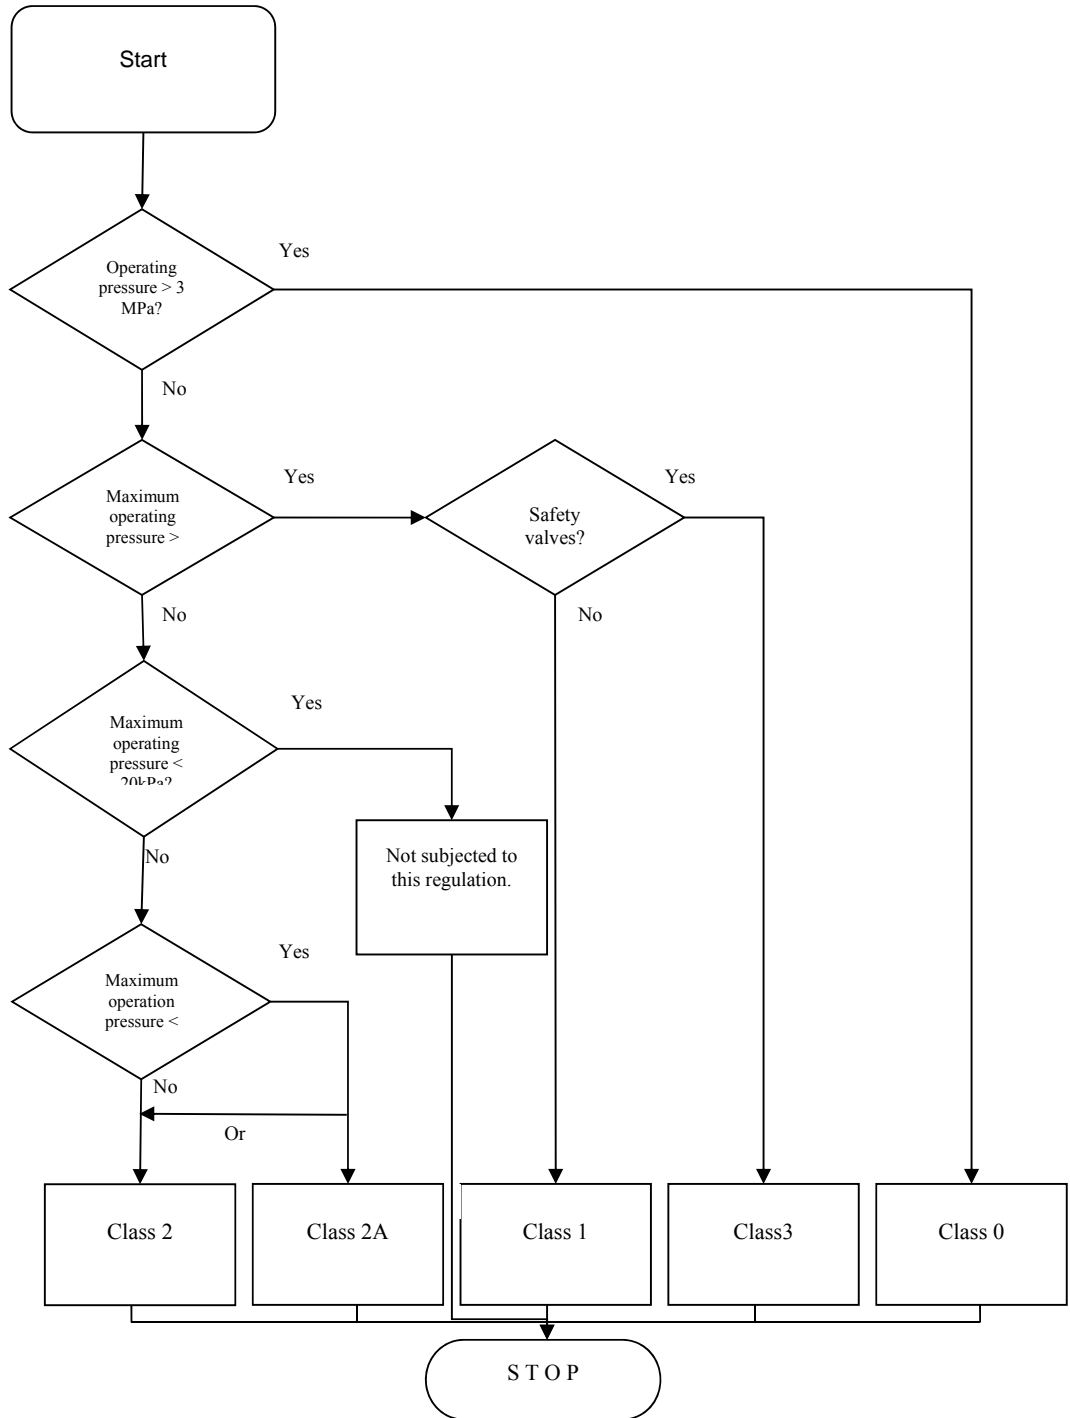 Start
Operating
pressure > 3
MPa?
Yes
No
Maximum
operating
pressure >
Yes
No
Safety
valves?
Yes
No
Maximum
operating
pressure <
20kPa?
Yes
No
Not subjected to
this regulation.
Maximum
operation
pressure <
Yes
No
Or
Class 2
Class 2A
Class 1
Class3
Class 0
S T O P